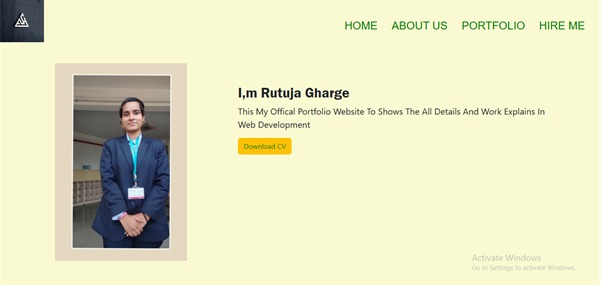 HOME ABOUT US PORTFOLIO HIRE ME
I,m Rutuja Gharge
This My Offical Portfolio Website To Shows The All Details And Work Explains In
Web Development
Download CV
Activate Windows
Go to Settings to activate Windows.